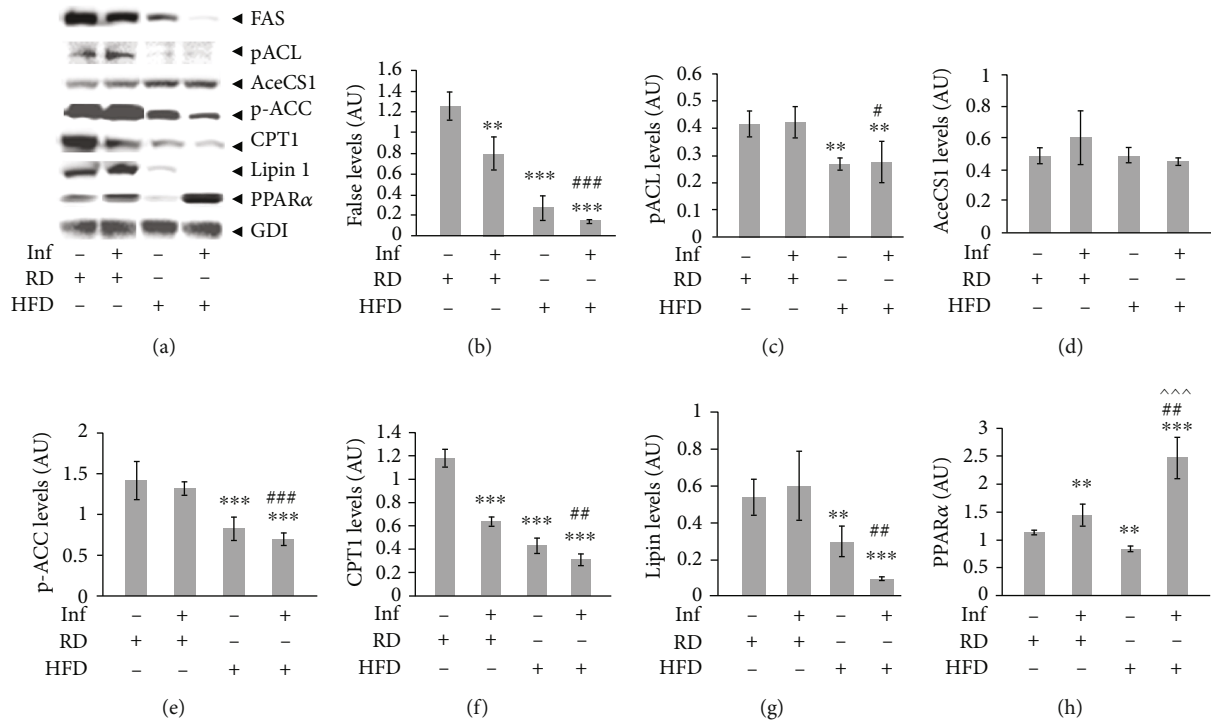 FAS
pACL
AceCS1
p-ACC
CPT1
Lipin 1
PPARα
GDI
Inf – + – +
RD + + – –
HFD – – + +
(a)
False levels (AU)
1.6
1.4
1.2
1
0.8
0.6
0.4
0.2
0
**
***
###
***
Inf – + – +
RD + + – –
HFD – – + +
(b)
pACL levels (AU)
0.6
0.5
0.4
0.3
0.2
0.1
0
**
#
**
– + – +
+ + – –
– – + +
(c)
AceCS1 levels (AU)
1
0.8
0.6
0.4
0.2
0
– + – +
+ + – –
– – + +
(d)
p-ACC levels (AU)
2
1.5
1
0.5
0
***
###
***
Inf – + – +
RD + + – –
HFD – – + +
(e)
CPT1 levels (AU)
1.4
1.2
1
0.8
0.6
0.4
0.2
0
***
***
##
***
Inf – + – +
RD + + – –
HFD – – + +
(f)
Lipin levels (AU)
1
0.8
0.6
0.4
0.2
0
**
##
***
Inf – + – +
RD + + – –
HFD – – + +
(g)
PPARα (AU)
3
2.5
2
1.5
1
0.5
0
**
**
^^^
##
***
Inf – + – +
RD + + – –
HFD – – + +
(h)